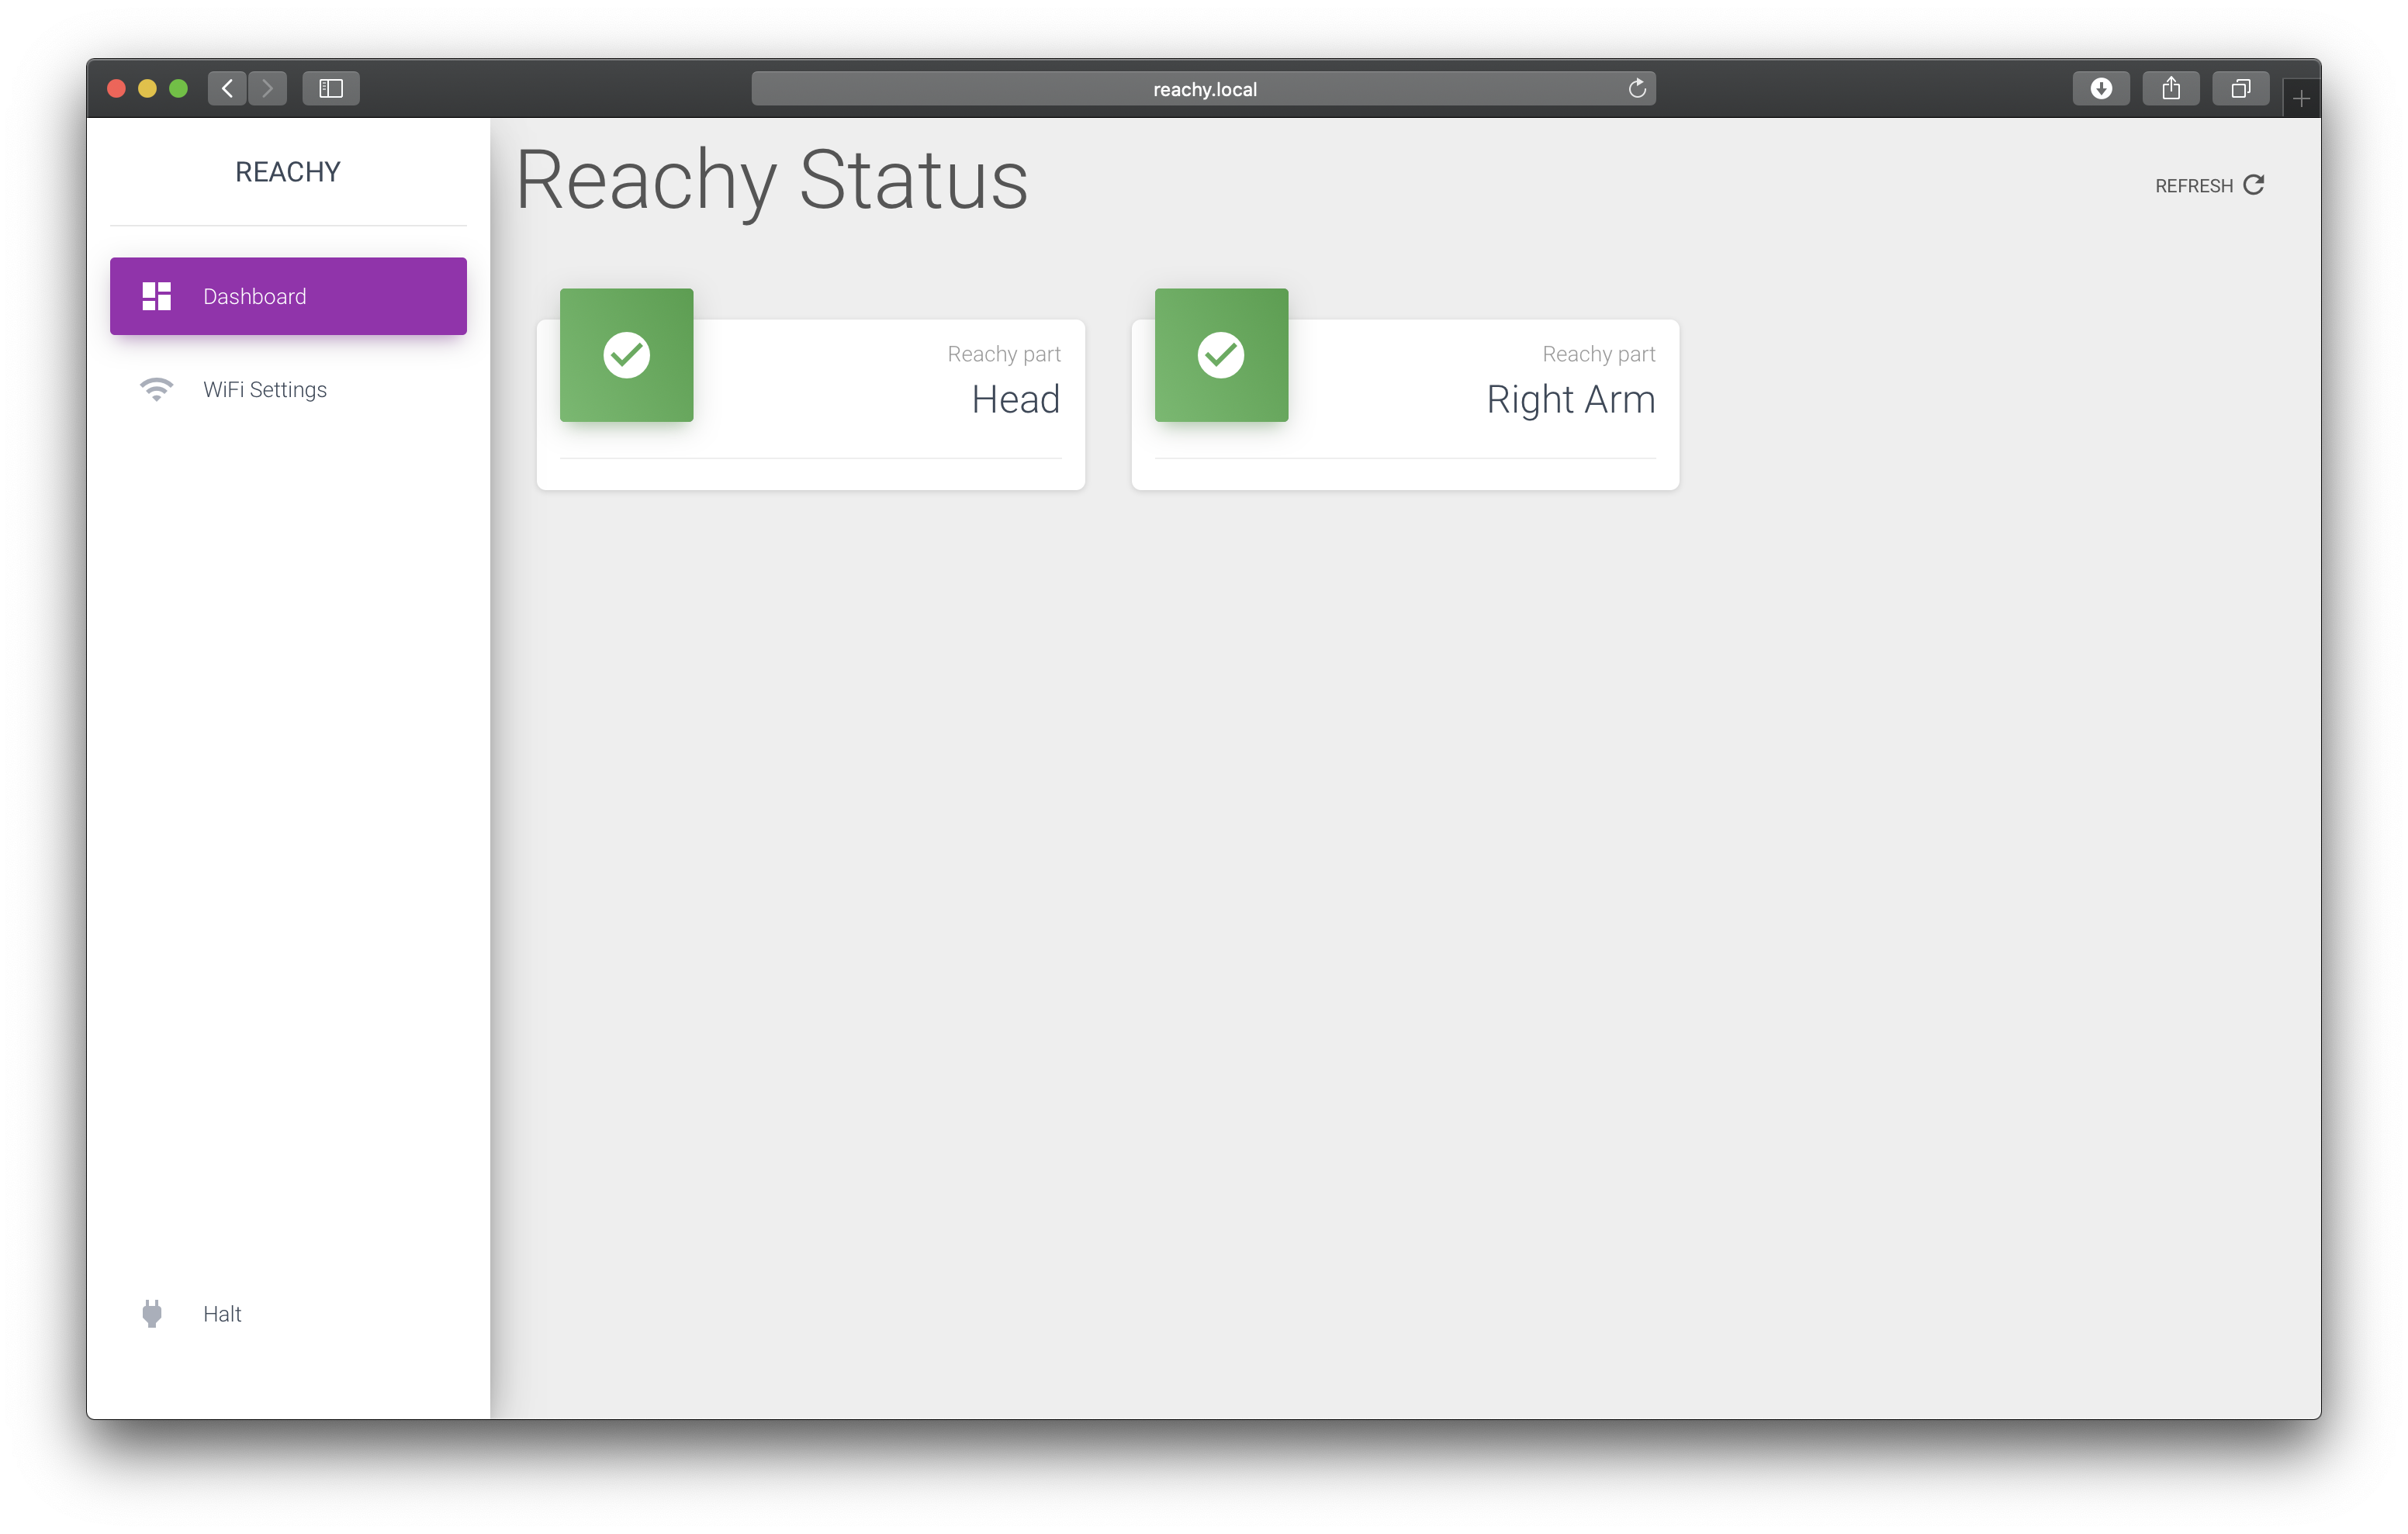 reachy.local
REACHY
Dashboard
WiFi Settings
Halt
Reachy Status
REFRESH
Reachy part
Head
Reachy part
Right Arm